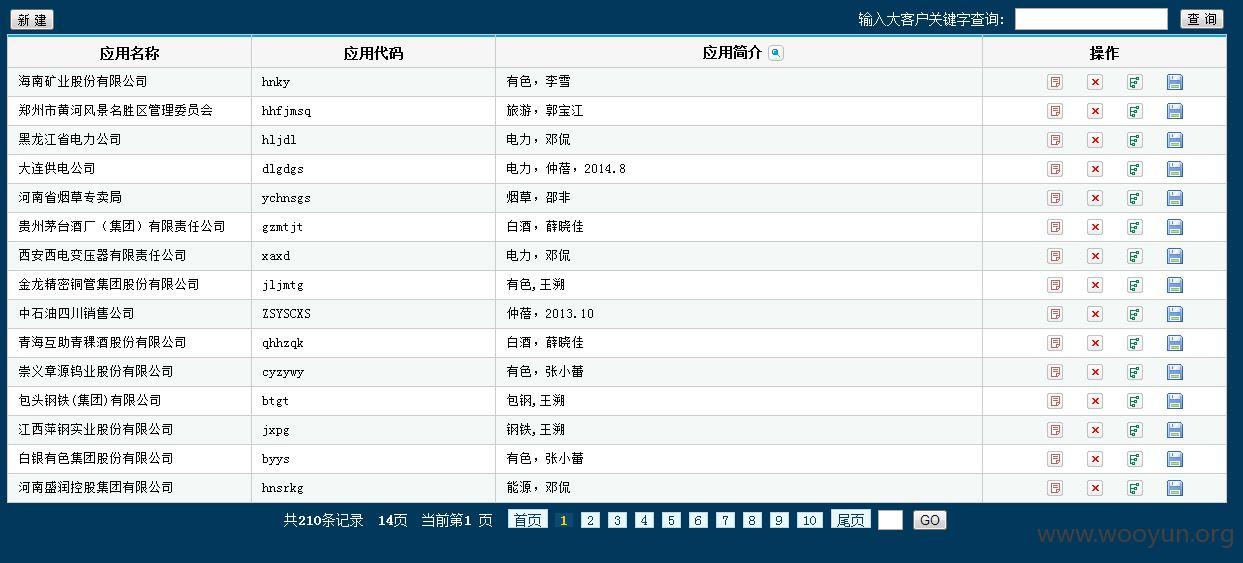 新 建 输入大客户关键字查询: 查 询
应用名称 应用代码 应用简介 操作
海南矿业股份有限公司 hnky 有色，李雪
郑州市黄河风景名胜区管理委员会 hhfjmsq 旅游，郭宝江
黑龙江省电力公司 hljdl 电力，邓侃
大连供电公司 dlgdgs 电力，仲蓓，2014.8
河南省烟草专卖局 ychnsgs 烟草，邵非
贵州茅台酒厂（集团）有限责任公司 gzmtjt 白酒，薛晓佳
西安西电变压器有限责任公司 xaxd 电力，邓侃
金龙精密铜管集团股份有限公司 jljmtg 有色,王溯
中石油四川销售公司 ZSYSCXS 仲蓓，2013.10
青海互助青稞酒股份有限公司 qhhzqk 白酒，薛晓佳
崇义章源钨业股份有限公司 cyzywy 有色，张小蕾
包头钢铁(集团)有限公司 btgt 包钢,王溯
江西萍钢实业股份有限公司 jxpg 钢铁,王溯
白银有色集团股份有限公司 byys 有色，张小蕾
河南盛润控股集团有限公司 hnsrkg 能源，邓侃
共210条记录 14页 当前第1 页 首页 1 2 3 4 5 6 7 8 9 10 尾页 GO
www.wooyun.org